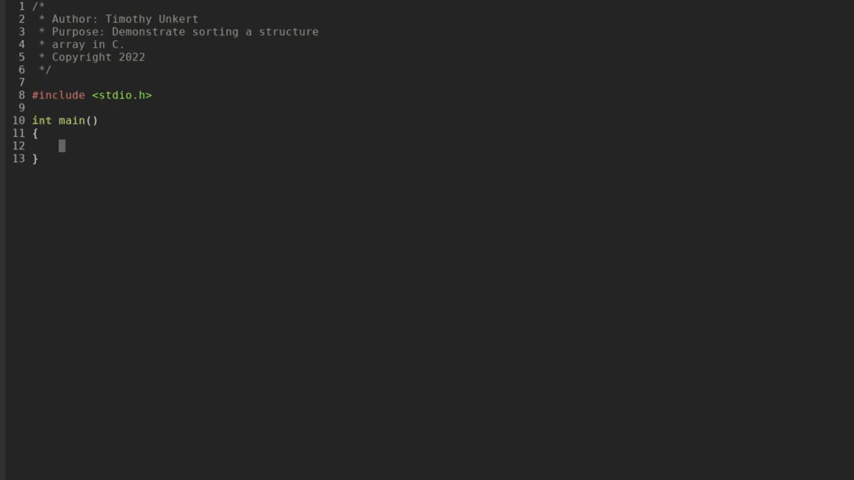 1 /*
2  * Author: Timothy Unkert
3  * Purpose: Demonstrate sorting a structure
4  * array in C.
5  * Copyright 2022
6  */
7
8 #include <stdio.h>
9
10 int main()
11 {
12
13 }